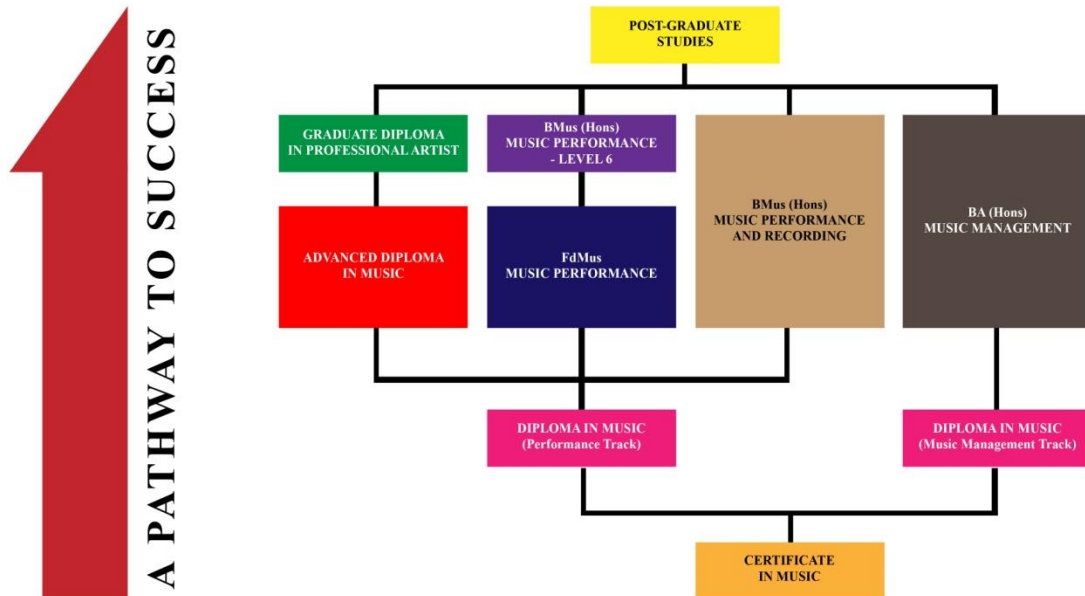 A PATHWAY TO SUCCESS
POST-GRADUATE
STUDIES
GRADUATE DIPLOMA
IN PROFESSIONAL ARTIST
BMus (Hons)
MUSIC PERFORMANCE
- LEVEL 6
BMus (Hons)
MUSIC PERFORMANCE
AND RECORDING
BA (Hons)
MUSIC MANAGEMENT
ADVANCED DIPLOMA
IN MUSIC
FdMus
MUSIC PERFORMANCE
DIPLOMA IN MUSIC
(Performance Track)
DIPLOMA IN MUSIC
(Music Management Track)
CERTIFICATE
IN MUSIC